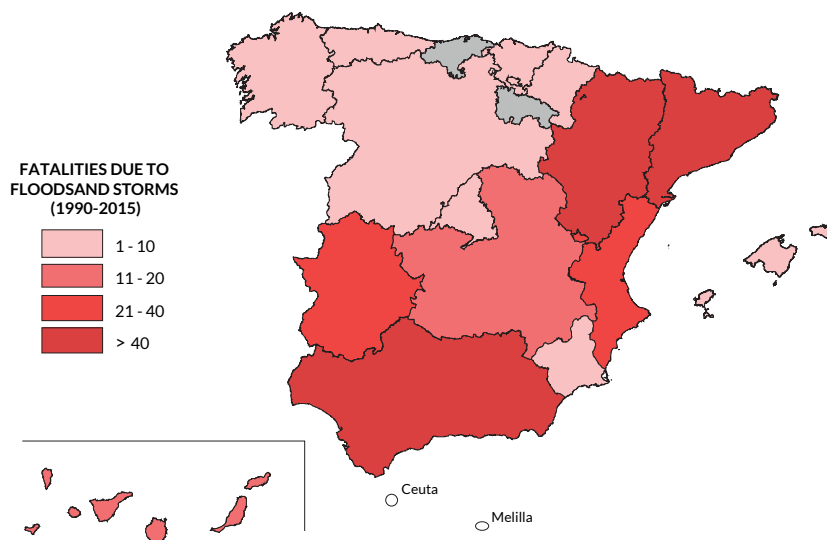 FATALITIES DUE TO
FLOODSAND STORMS
(1990-2015)
1 - 10
11 - 20
21 - 40
> 40
Ceuta
Melilla